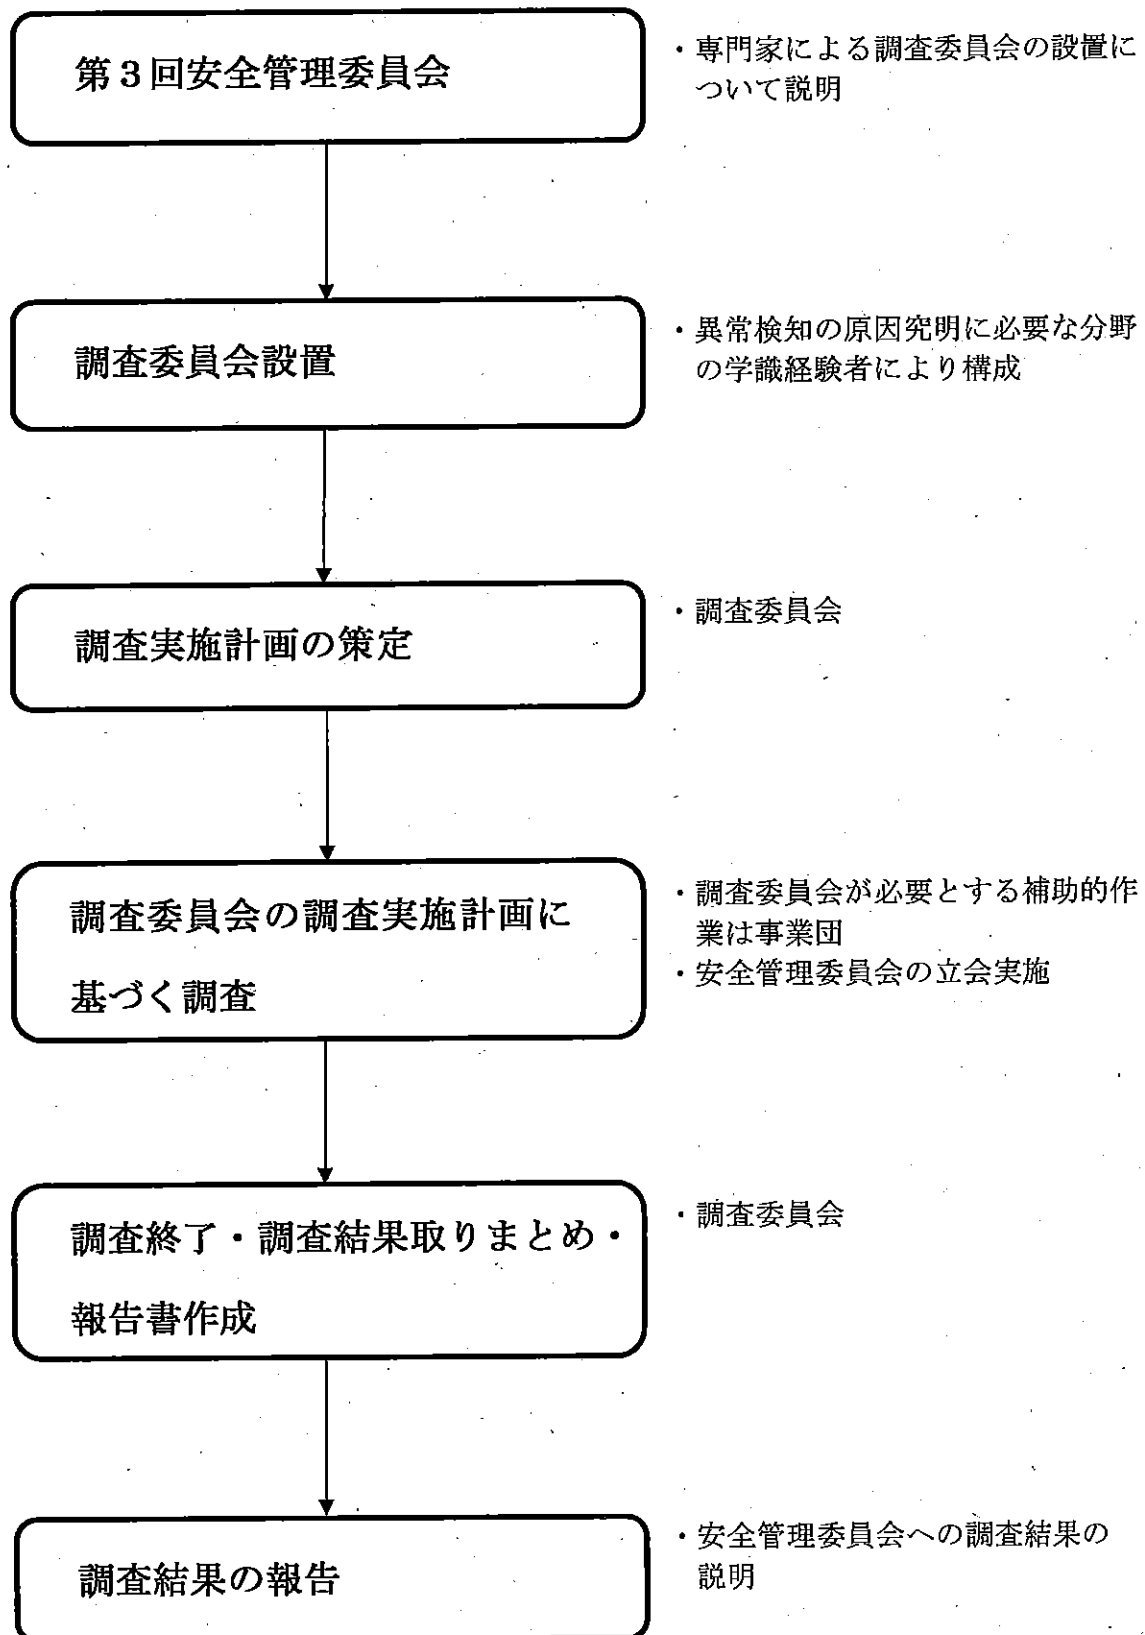 第３回安全管理委員会
・専門家による調査委員会の設置に
ついて説明
調査委員会設置
・異常検知の原因究明に必要な分野
の学識経験者により構成
調査実施計画の策定
・調査委員会
調査委員会の調査実施計画に
基づく調査
・調査委員会が必要とする補助的作
業は事業団
・安全管理委員会の立会実施
調査終了・調査結果取りまとめ・
報告書作成
・調査委員会
調査結果の報告
・安全管理委員会への調査結果の
説明